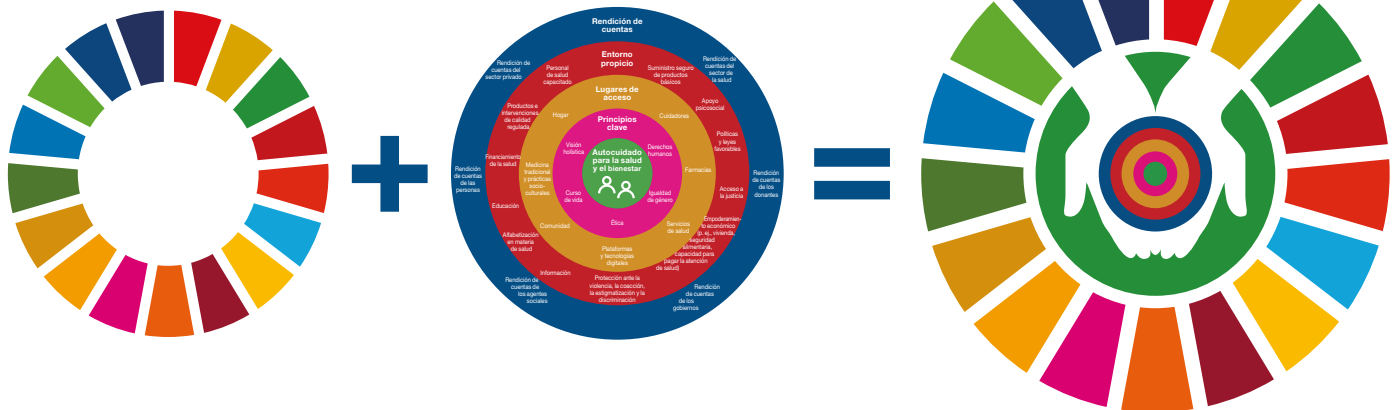 Rendición de
cuentas
Rendición de
cuentas del
sector privado
Rendición de
cuentas del
sector de
la salud
Rendición
de cuentas
de las
personas
Rendición
de cuentas
de los
donantes
Rendición de
cuentas de
los agentes
sociales
Rendición
de cuentas
de los
gobiernos
Entorno
propicio
Personal
de salud
capacitado
Suministro seguro
de productos
básicos
Productos e
intervenciones
de calidad
regulada
Apoyo
psicosocial
Políticas
y leyes
favorables
Financiamiento
de la salud
Acceso a
la justicia
Educación
Empoderamien-
to económico
(p. ej., vivienda,
seguridad
alimentaria,
capacidad para
pagar la atención
de salud)
Alfabetización
en materia
de salud
Información
Protección ante la
violencia, la coacción,
la estigmatización y la
discriminación
Lugares de
acceso
Hogar
Cuidadores
Medicina
tradicional
y prácticas
socio-
culturales
Farmacias
Comunidad
Servicios
de salud
Plataformas
y tecnologías
digitales
Principios
clave
Visión
holística
Derechos
humanos
Curso
de vida
Igualdad
de género
Ética
Autocuidado
para la salud
y el bienestar